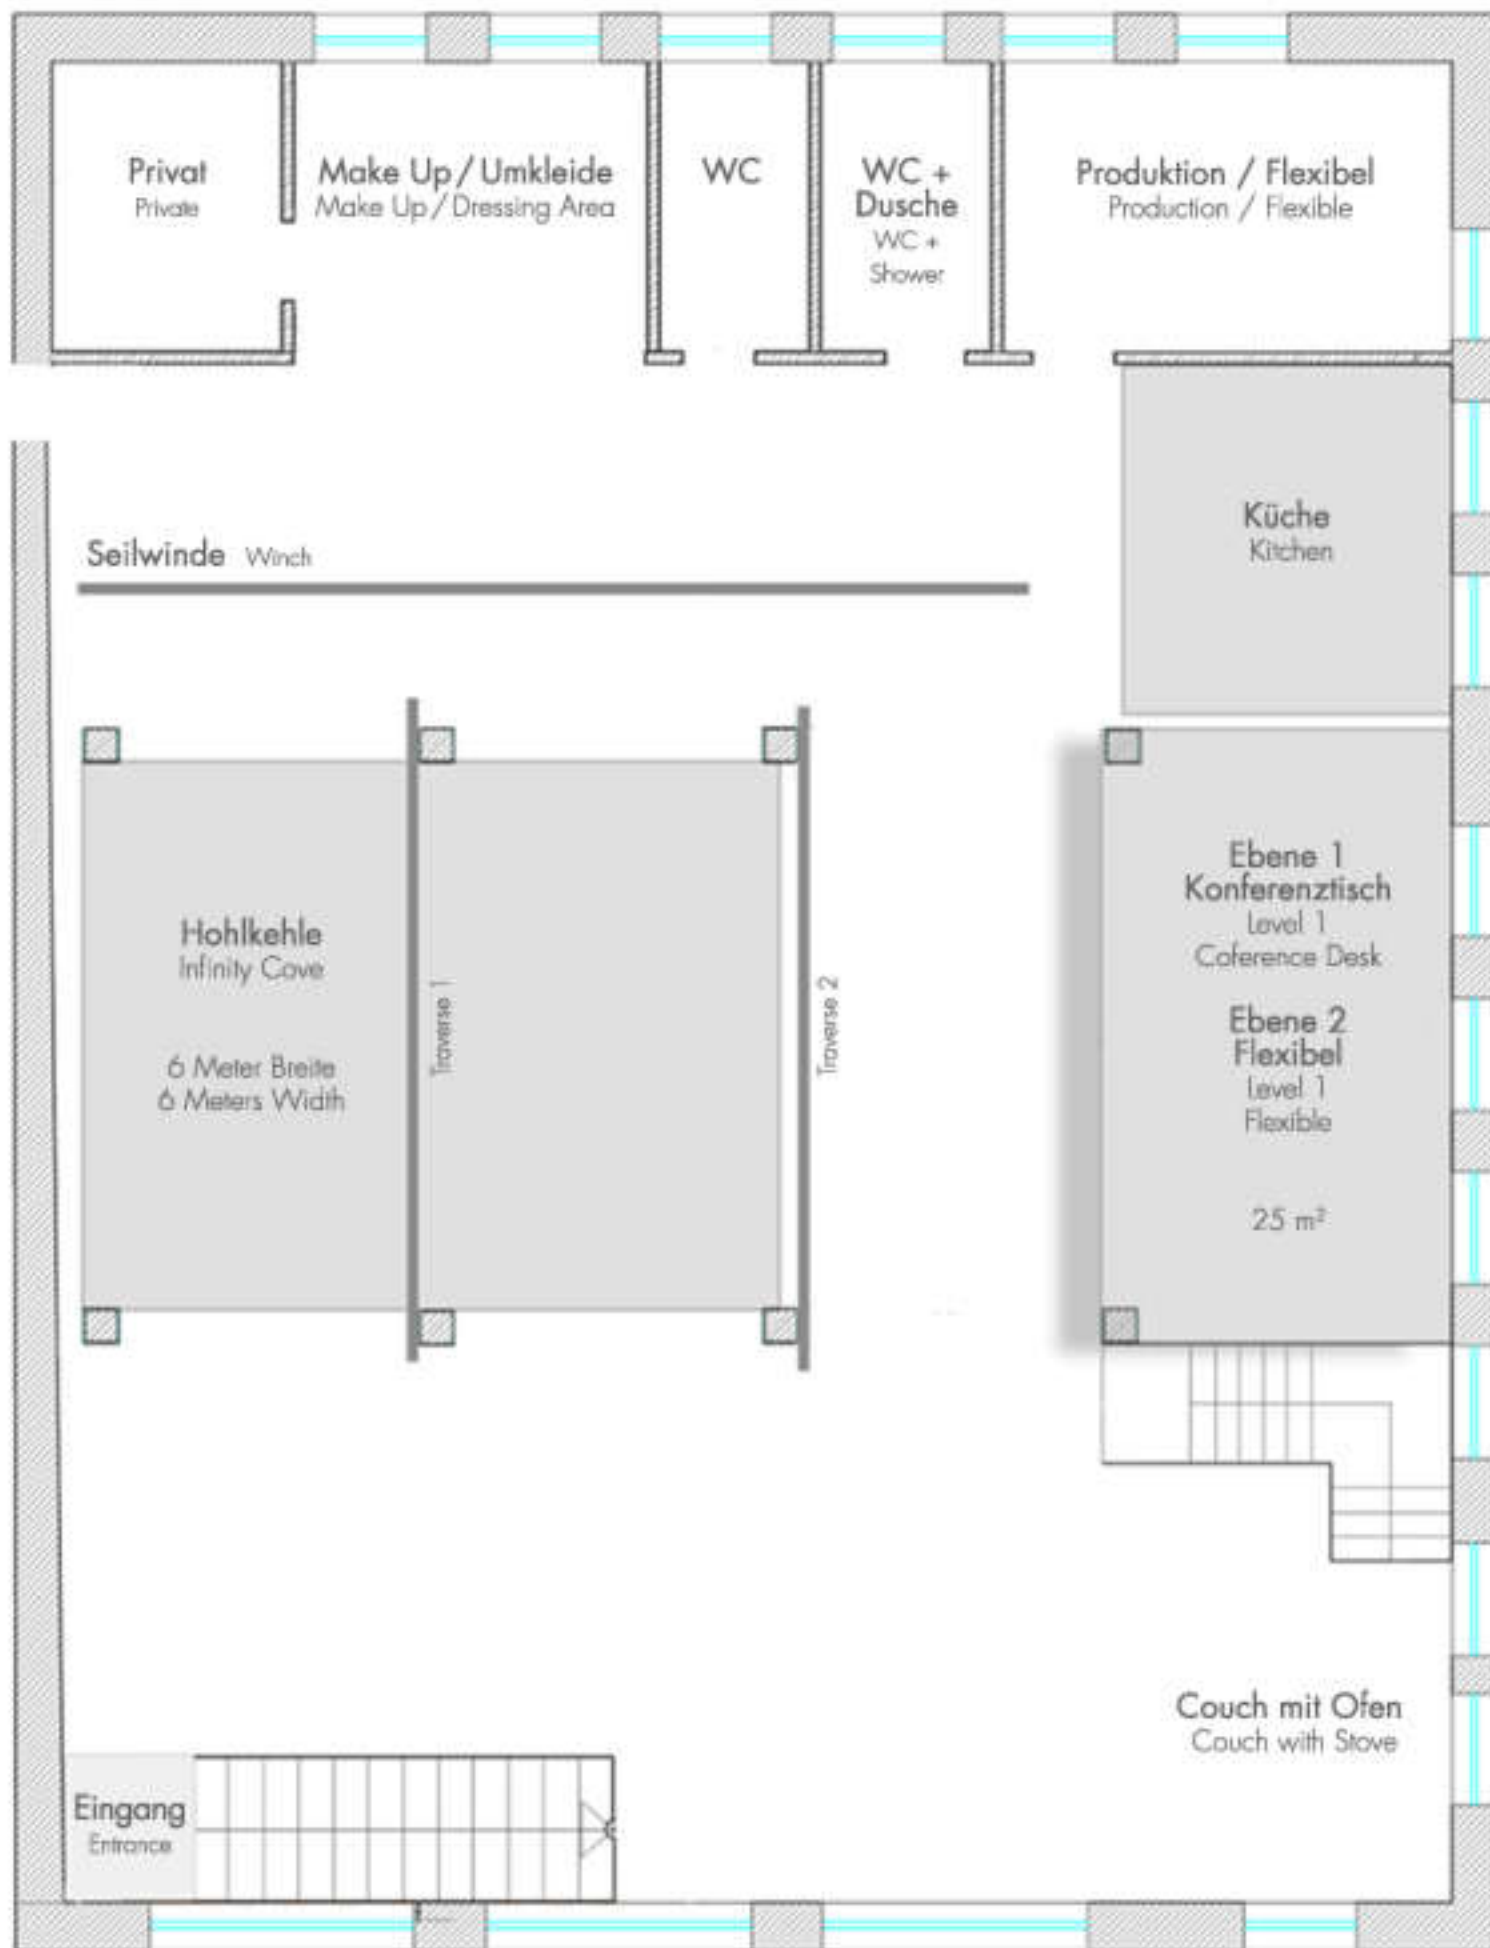 Privat
Private
Make Up / Umkleide
Make Up / Dressing Area
WC
WC +
Dusche
WC +
Shower
Produktion / Flexibel
Production / Flexible
Küche
Kitchen
Seilwinde Winch
Hohlkehle
Infinity Cove
6 Meter Breite
6 Meters Width
Traverse 1
Traverse 2
Ebene 1
Konferenztisch
Level 1
Coference Desk
Ebene 2
Flexibel
Level 1
Flexible
25 m²
Couch mit Ofen
Couch with Stove
Eingang
Entrance